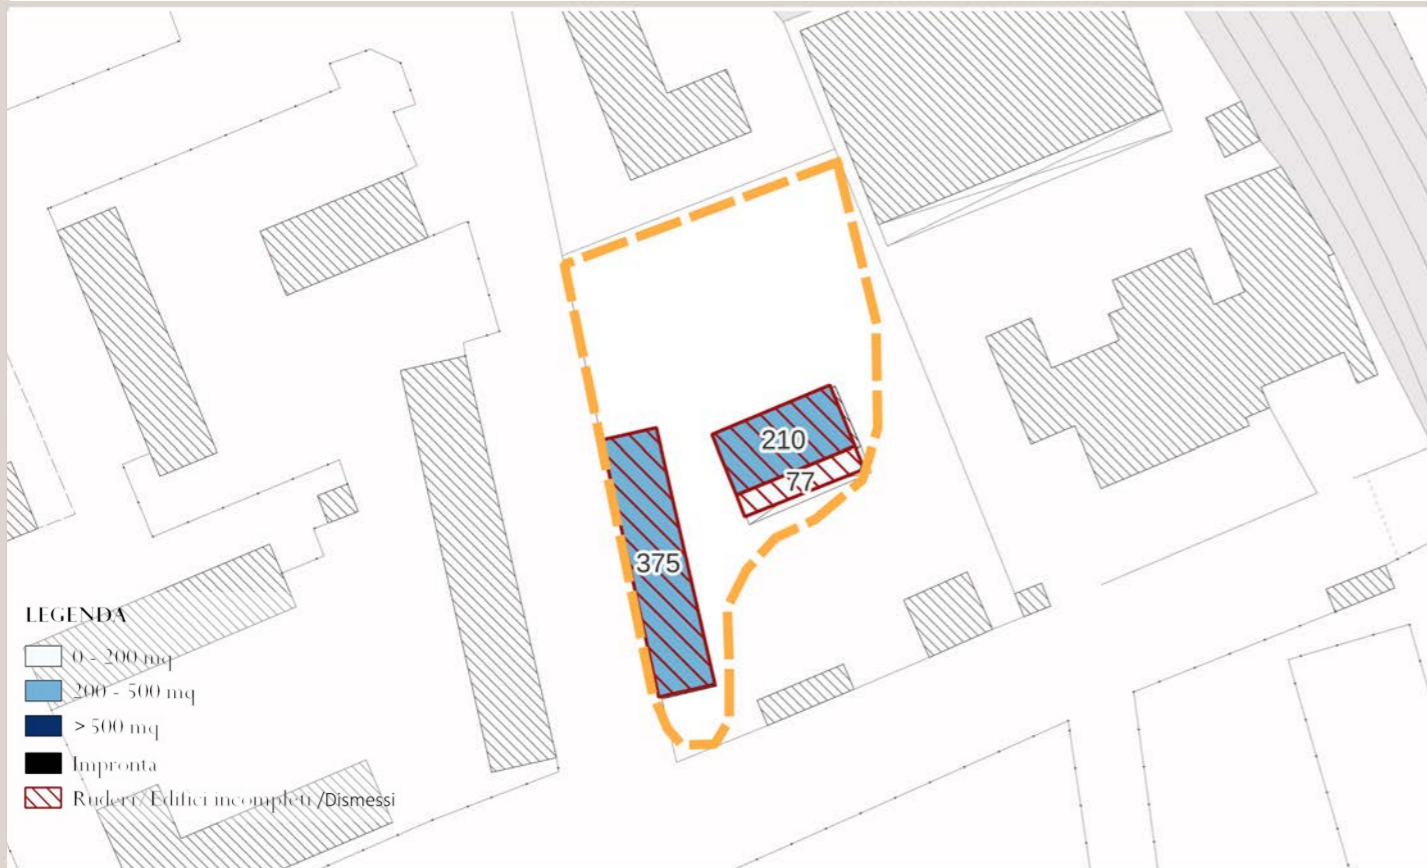 210
77
375
LEGENDA
0 - 200 mq
200 - 500 mq
> 500 mq
Impronta
Ruderi/Edifici incompleti /Dismessi